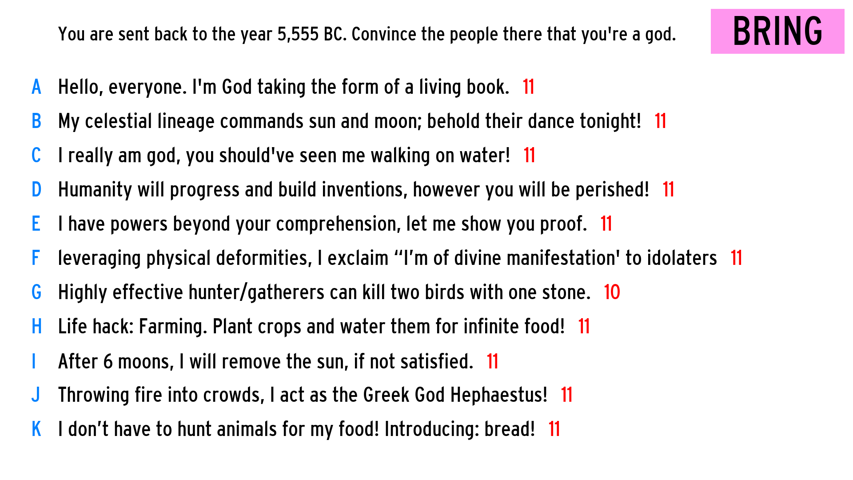 You are sent back to the year 5,555 BC. Convince the people there that you're a god.
BRING
A Hello, everyone. I'm God taking the form of a living book. 11
B My celestial lineage commands sun and moon; behold their dance tonight! 11
C I really am god, you should've seen me walking on water! 11
D Humanity will progress and build inventions, however you will be perished! 11
E I have powers beyond your comprehension, let me show you proof. 11
F leveraging physical deformities, I exclaim “I’m of divine manifestation' to idolaters 11
G Highly effective hunter/gatherers can kill two birds with one stone. 10
H Life hack: Farming. Plant crops and water them for infinite food! 11
I After 6 moons, I will remove the sun, if not satisfied. 11
J Throwing fire into crowds, I act as the Greek God Hephaestus! 11
K I don’t have to hunt animals for my food! Introducing: bread! 11